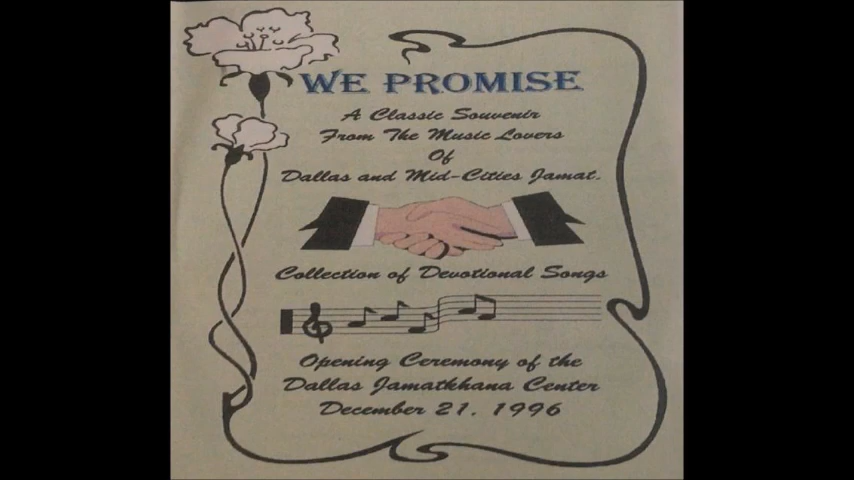 WE PROMISE
A Classic Souvenir
From The Music Lovers
Of
Dallas and Mid-Cities Jamat.
Collection of Devotional Songs
Opening Ceremony of the
Dallas Jamatkhana Center
December 21, 1996